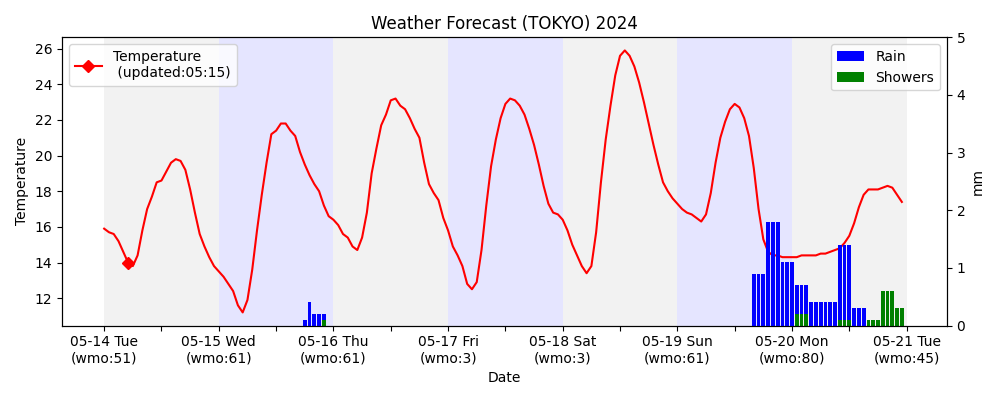 Weather Forecast (TOKYO) 2024
Temperature
(updated:05:15)
Rain
Showers
26
24
22
20
18
16
14
12
Temperature
5
4
3
2
1
0
mm
05-14 Tue
(wmo:51)
05-15 Wed
(wmo:61)
05-16 Thu
(wmo:61)
05-17 Fri
(wmo:3)
05-18 Sat
(wmo:3)
05-19 Sun
(wmo:61)
05-20 Mon
(wmo:80)
05-21 Tue
(wmo:45)
Date